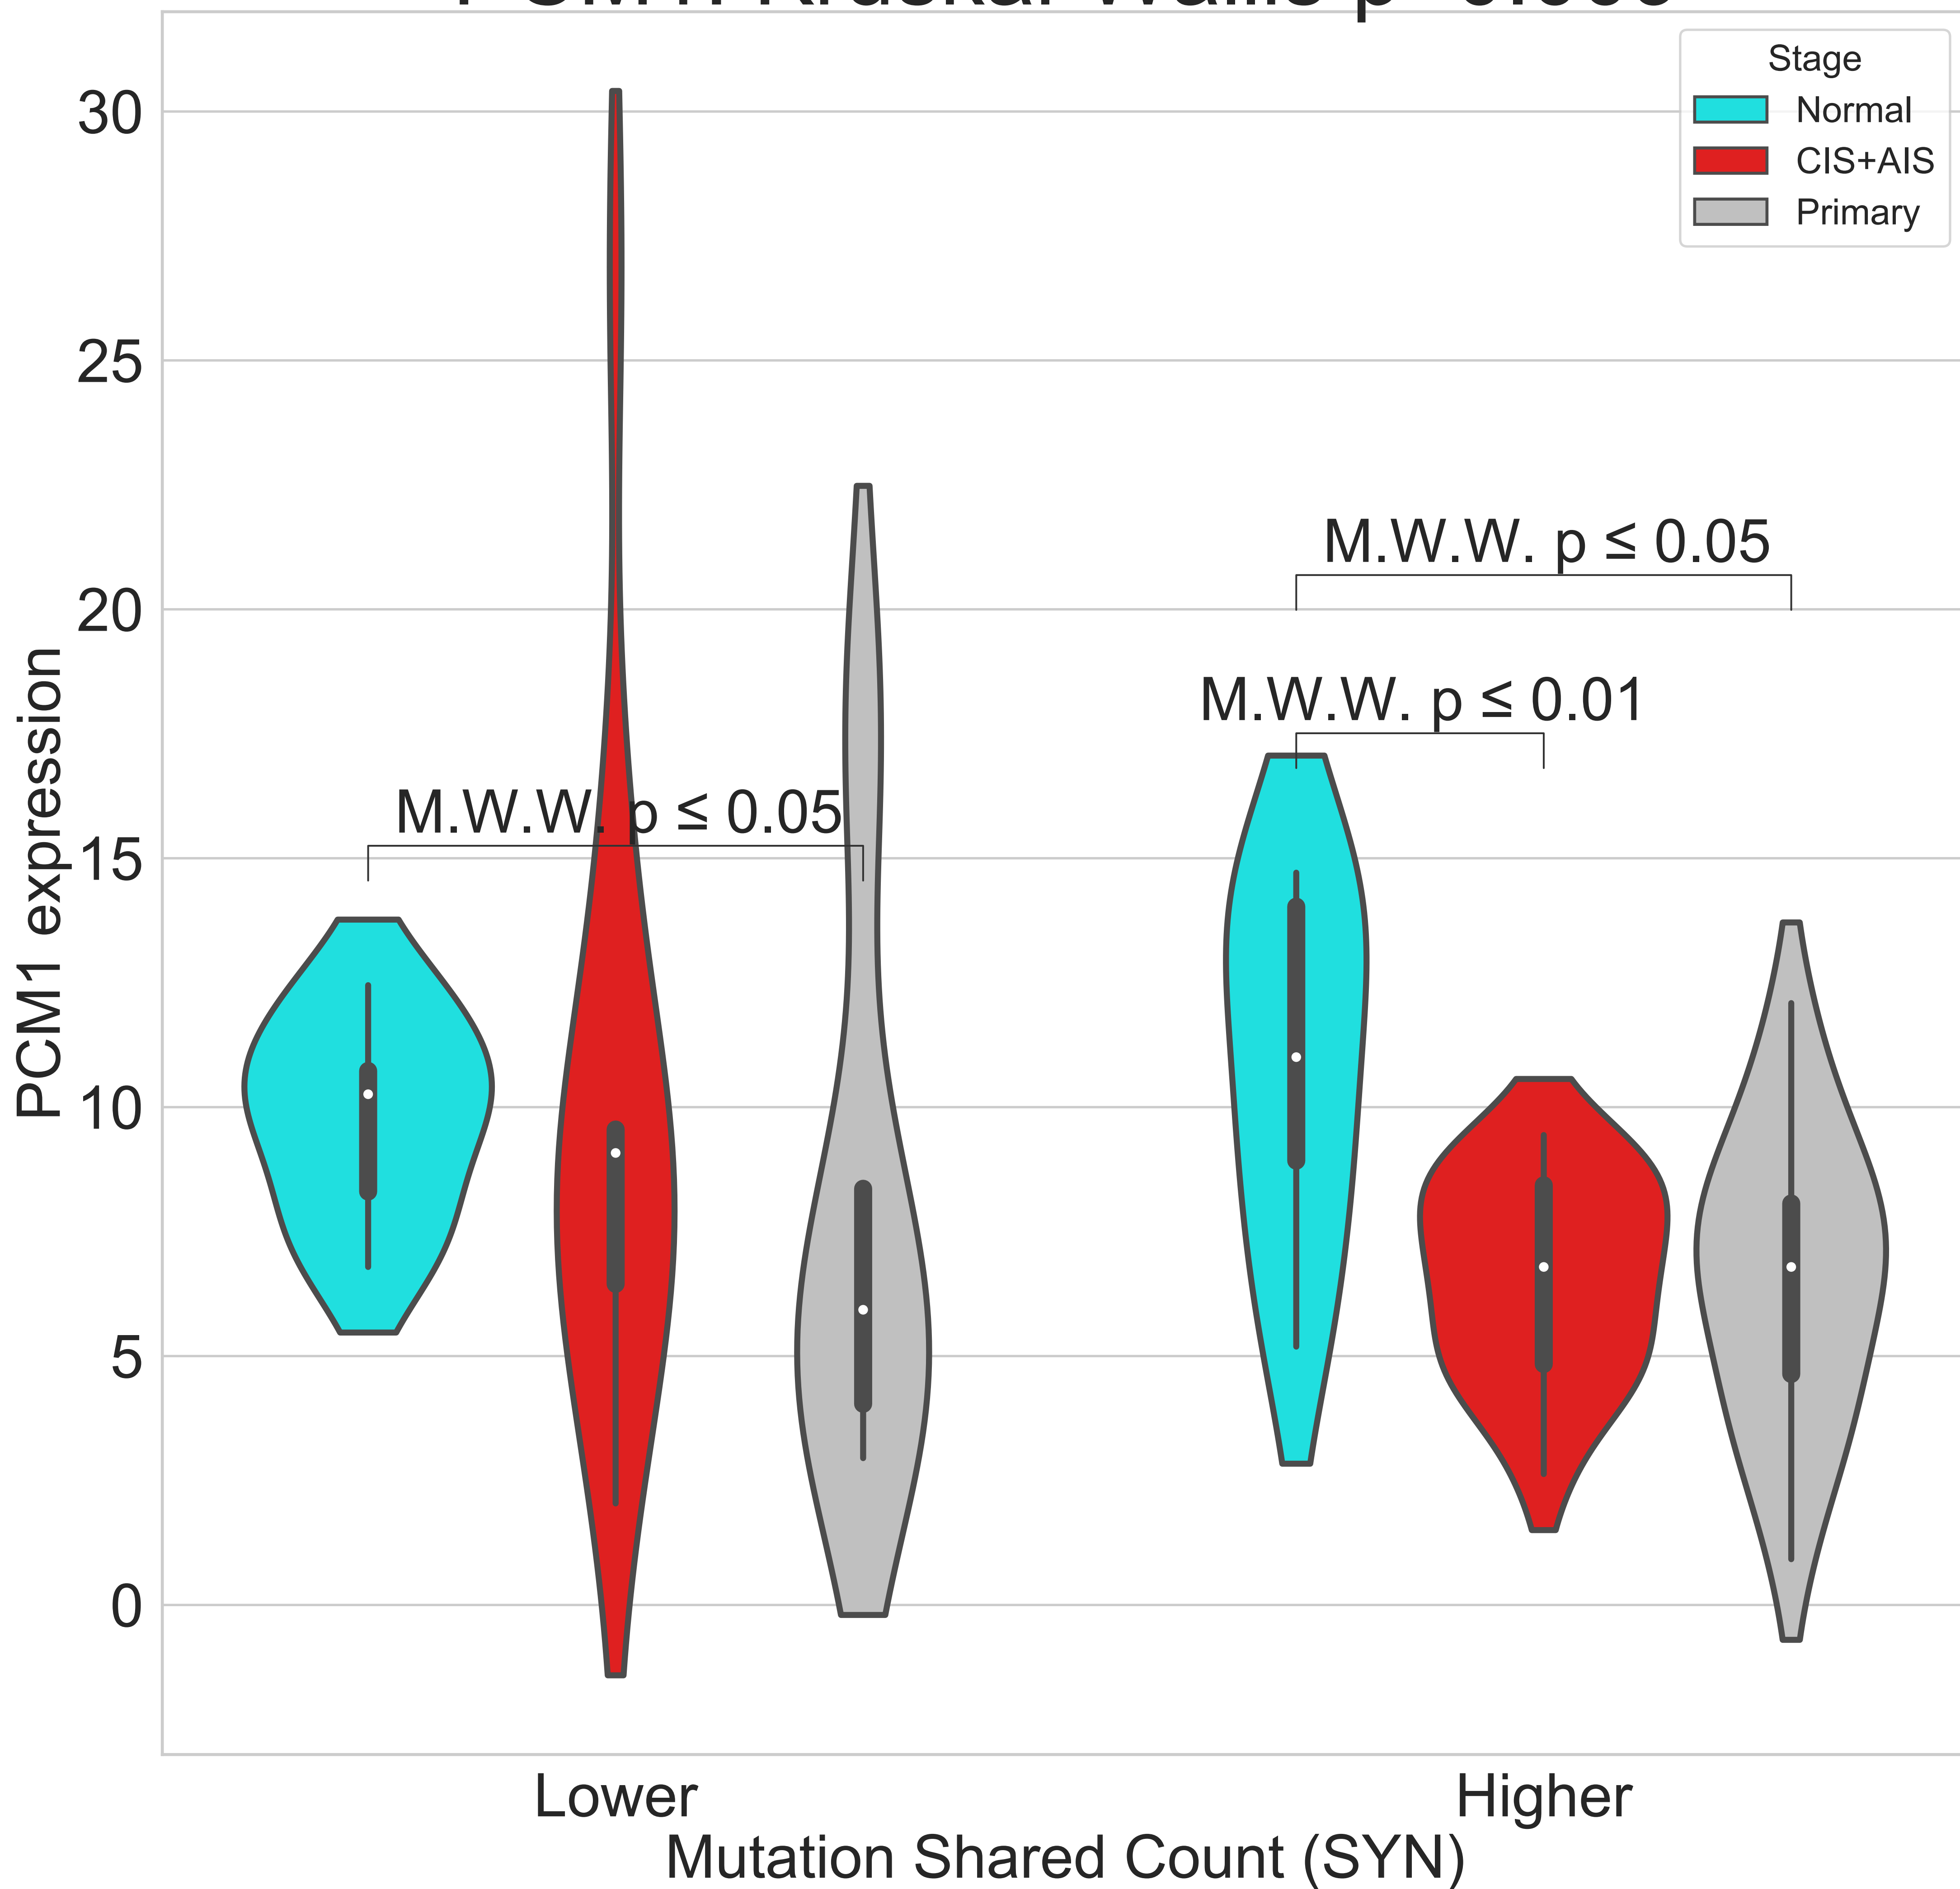 Stage
Normal
CIS+AIS
Primary
30
25
20
15
10
5
0
PCM1 expression
M.W.W. p ≤ 0.05
M.W.W. p ≤ 0.01
M.W.W. p ≤ 0.05
Lower
Higher
Mutation Shared Count (SYN)